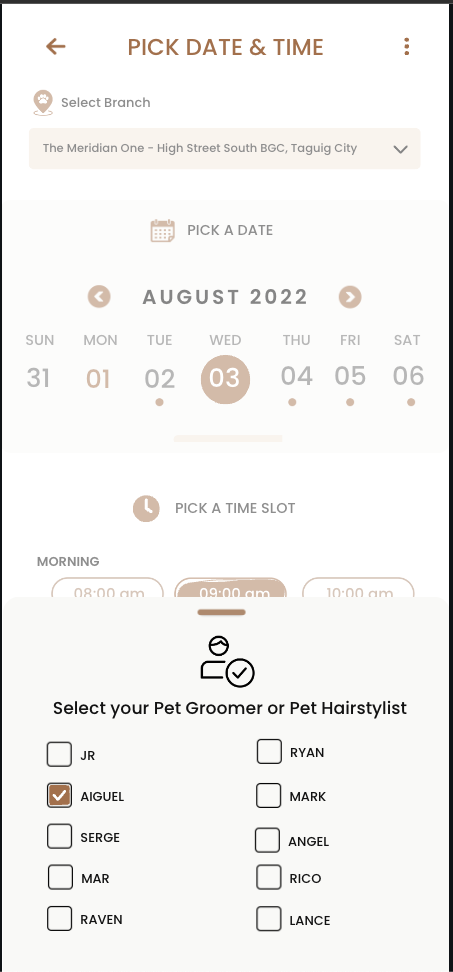 PICK DATE & TIME
Select Branch
The Meridian One - High Street South BGC, Taguig City
PICK A DATE
AUGUST 2022
SUN MON TUE WED THU FRI SAT
31 01 02 03 04 05 06
PICK A TIME SLOT
MORNING
08:00 am 09:00 am 10:00 am
Select your Pet Groomer or Pet Hairstylist
JR RYAN
AIGUEL MARK
SERGE ANGEL
MAR RICO
RAVEN LANCE